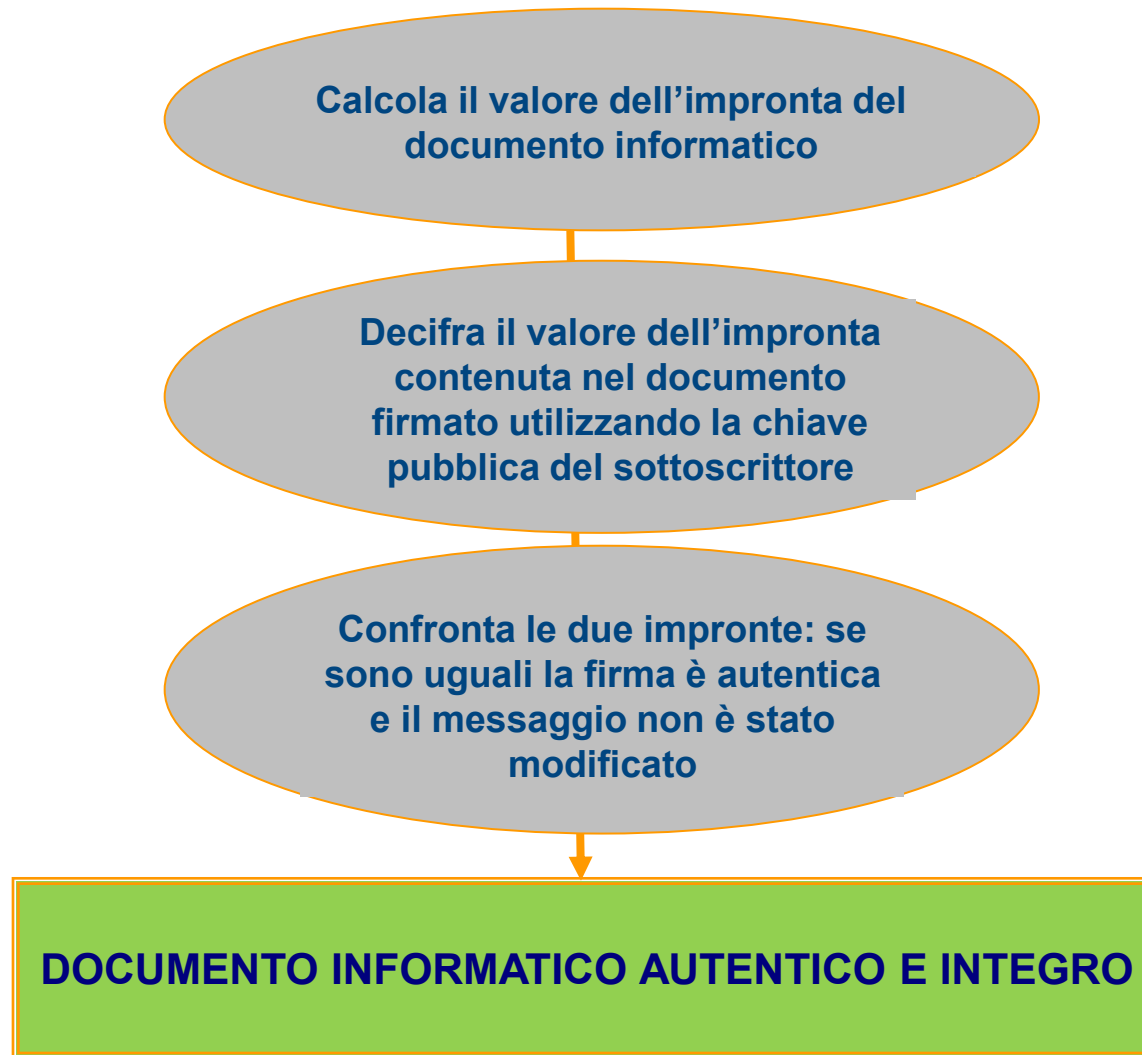 Calcola il valore dell’impronta del
documento informatico
Decifra il valore dell’impronta
contenuta nel documento
firmato utilizzando la chiave
pubblica del sottoscrittore
Confronta le due impronte: se
sono uguali la firma è autentica
e il messaggio non è stato
modificato
DOCUMENTO INFORMATICO AUTENTICO E INTEGRO